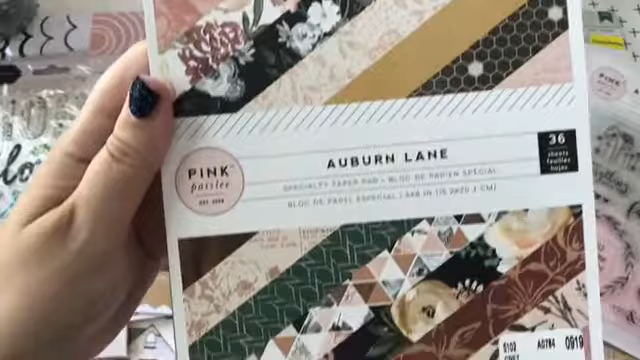 36
sheets
feuilles
hojas
AUBURN LANE
PINK
paislee
SPECIALTY PAPER PAD • BLOC DE PAPIER SPÉCIAL
BLOC DE PAPEL ESPECIAL
0919